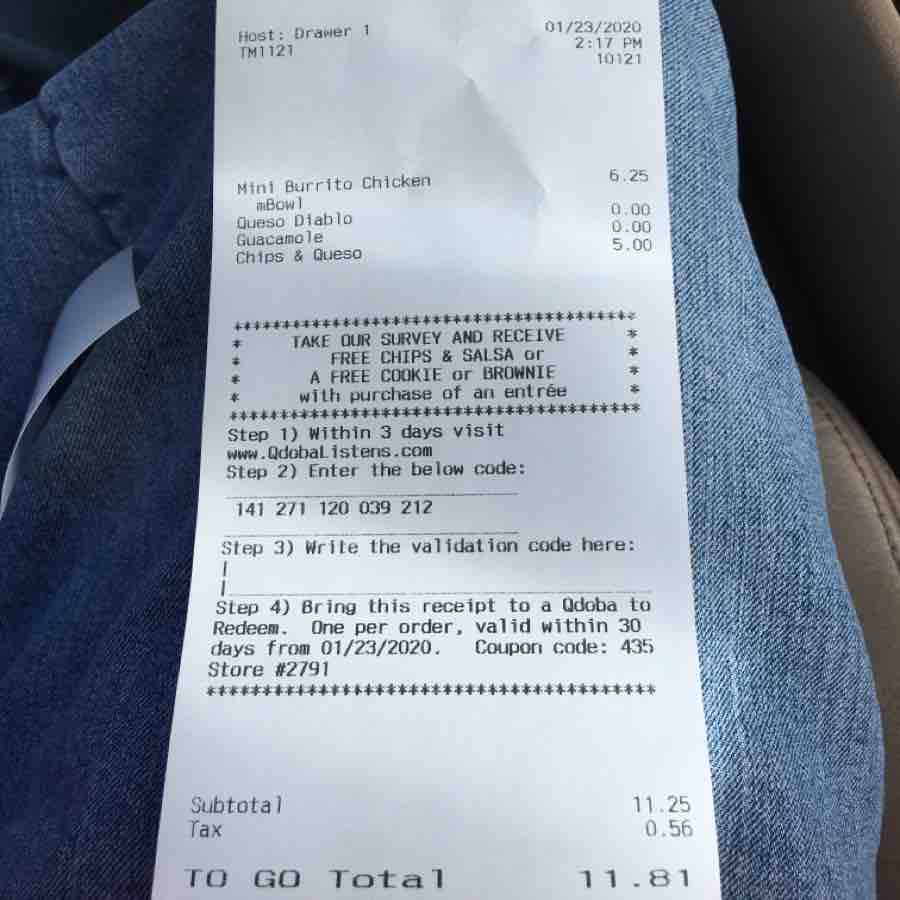 Host: Drawer 1 01/23/2020
TM1121 2:17 PM
10121
Mini Burrito Chicken 6.25
mBowl
Queso Diablo 0.00
Guacamole 0.00
Chips & Queso 5.00
******************************************
* TAKE OUR SURVEY AND RECEIVE *
* FREE CHIPS & SALSA or *
* A FREE COOKIE or BROWNIE *
* with purchase of an entrée *
******************************************
Step 1) Within 3 days visit
www.QdobaListens.com
Step 2) Enter the below code:
141 271 120 039 212
Step 3) Write the validation code here:
|
|
Step 4) Bring this receipt to a Qdoba to
Redeem. One per order, valid within 30
days from 01/23/2020. Coupon code: 435
Store #2791
******************************************
Subtotal 11.25
Tax 0.56
TO GO Total 11.81